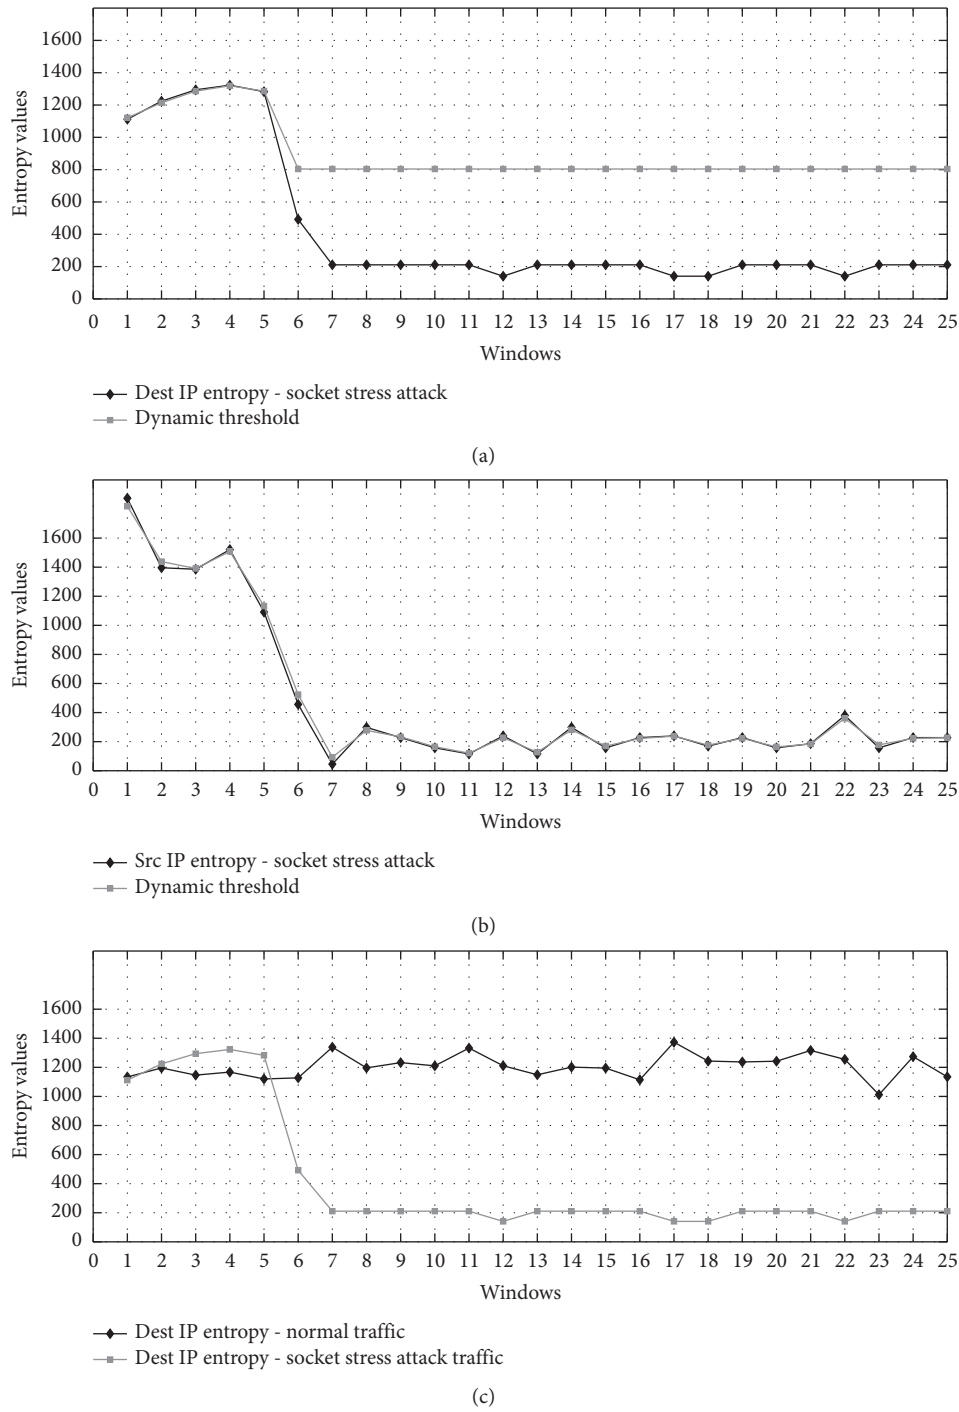 1600
1400
1200
1000
800
600
400
200
0
Entropy values
0 1 2 3 4 5 6 7 8 9 10 11 12 13 14 15 16 17 18 19 20 21 22 23 24 25
Windows
Dest IP entropy - socket stress attack
Dynamic threshold
(a)
1600
1400
1200
1000
800
600
400
200
0
Entropy values
0 1 2 3 4 5 6 7 8 9 10 11 12 13 14 15 16 17 18 19 20 21 22 23 24 25
Windows
Src IP entropy - socket stress attack
Dynamic threshold
(b)
1600
1400
1200
1000
800
600
400
200
0
Entropy values
0 1 2 3 4 5 6 7 8 9 10 11 12 13 14 15 16 17 18 19 20 21 22 23 24 25
Windows
Dest IP entropy - normal traffic
Dest IP entropy - socket stress attack traffic
(c)